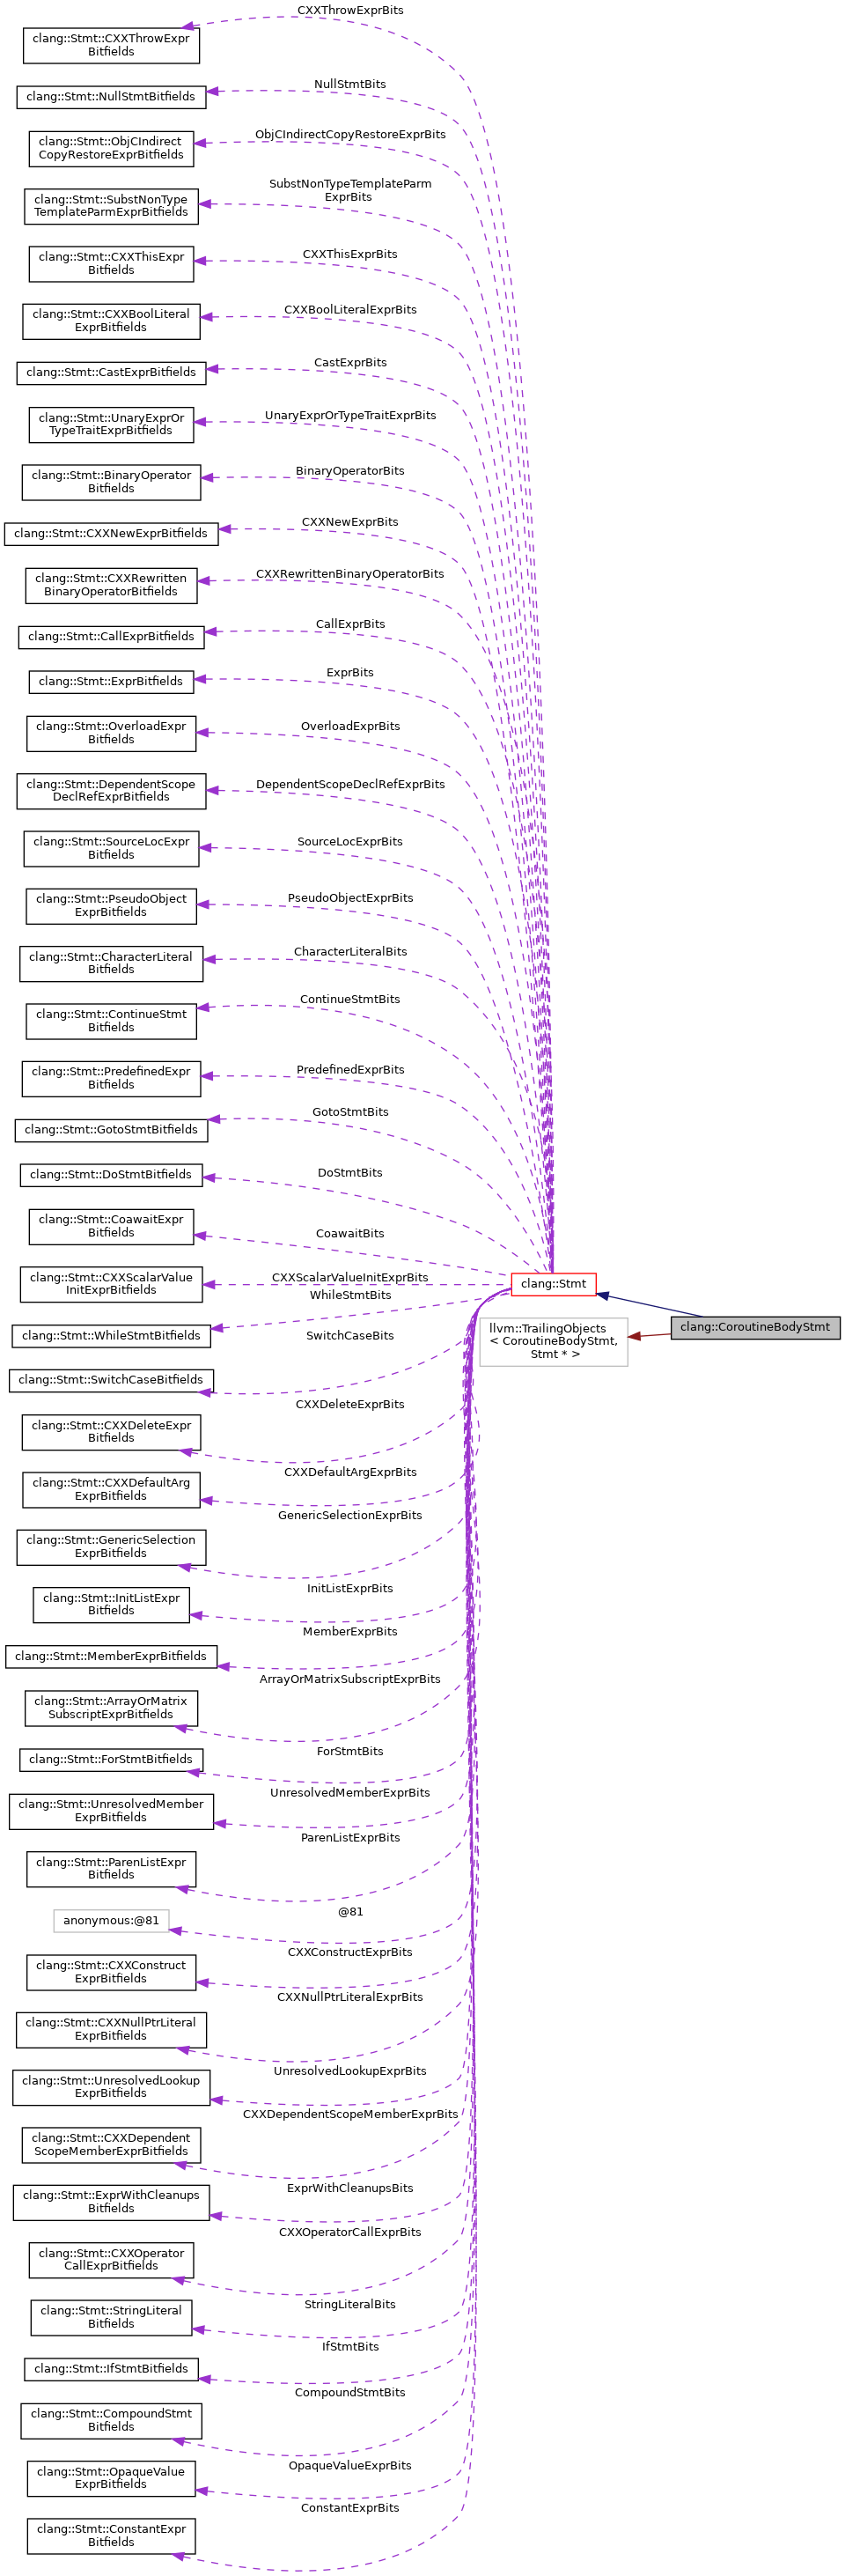 CXXThrowExprBits
clang::Stmt::CXXThrowExpr
Bitfields
NullStmtBits
clang::Stmt::NullStmtBitfields
ObjCIndirectCopyRestoreExprBits
clang::Stmt::ObjCIndirect
CopyRestoreExprBitfields
SubstNonTypeTemplateParm
ExprBits
clang::Stmt::SubstNonType
TemplateParmExprBitfields
CXXThisExprBits
clang::Stmt::CXXThisExpr
Bitfields
CXXBoolLiteralExprBits
clang::Stmt::CXXBoolLiteral
ExprBitfields
CastExprBits
clang::Stmt::CastExprBitfields
UnaryExprOrTypeTraitExprBits
clang::Stmt::UnaryExprOr
TypeTraitExprBitfields
BinaryOperatorBits
clang::Stmt::BinaryOperator
Bitfields
CXXNewExprBits
clang::Stmt::CXXNewExprBitfields
CXXRewrittenBinaryOperatorBits
clang::Stmt::CXXRewritten
BinaryOperatorBitfields
CallExprBits
clang::Stmt::CallExprBitfields
ExprBits
clang::Stmt::ExprBitfields
OverloadExprBits
clang::Stmt::OverloadExpr
Bitfields
DependentScopeDeclRefExprBits
clang::Stmt::DependentScope
DeclRefExprBitfields
SourceLocExprBits
clang::Stmt::SourceLocExpr
Bitfields
PseudoObjectExprBits
clang::Stmt::PseudoObject
ExprBitfields
CharacterLiteralBits
clang::Stmt::CharacterLiteral
Bitfields
ContinueStmtBits
clang::Stmt::ContinueStmt
Bitfields
PredefinedExprBits
clang::Stmt::PredefinedExpr
Bitfields
GotoStmtBits
clang::Stmt::GotoStmtBitfields
DoStmtBits
clang::Stmt::DoStmtBitfields
CoawaitBits
clang::Stmt::CoawaitExpr
Bitfields
CXXScalarValueInitExprBits
clang::Stmt::CXXScalarValue
InitExprBitfields
clang::Stmt
WhileStmtBits
clang::Stmt::WhileStmtBitfields
llvm::TrailingObjects
< CoroutineBodyStmt,
Stmt * >
clang::CoroutineBodyStmt
SwitchCaseBits
clang::Stmt::SwitchCaseBitfields
CXXDeleteExprBits
clang::Stmt::CXXDeleteExpr
Bitfields
CXXDefaultArgExprBits
clang::Stmt::CXXDefaultArg
ExprBitfields
GenericSelectionExprBits
clang::Stmt::GenericSelection
ExprBitfields
InitListExprBits
clang::Stmt::InitListExpr
Bitfields
MemberExprBits
clang::Stmt::MemberExprBitfields
ArrayOrMatrixSubscriptExprBits
clang::Stmt::ArrayOrMatrix
SubscriptExprBitfields
ForStmtBits
clang::Stmt::ForStmtBitfields
UnresolvedMemberExprBits
clang::Stmt::UnresolvedMember
ExprBitfields
ParenListExprBits
clang::Stmt::ParenListExpr
Bitfields
@81
anonymous:@81
CXXConstructExprBits
clang::Stmt::CXXConstruct
ExprBitfields
CXXNullPtrLiteralExprBits
clang::Stmt::CXXNullPtrLiteral
ExprBitfields
UnresolvedLookupExprBits
clang::Stmt::UnresolvedLookup
ExprBitfields
CXXDependentScopeMemberExprBits
clang::Stmt::CXXDependent
ScopeMemberExprBitfields
ExprWithCleanupsBits
clang::Stmt::ExprWithCleanups
Bitfields
CXXOperatorCallExprBits
clang::Stmt::CXXOperator
CallExprBitfields
StringLiteralBits
clang::Stmt::StringLiteral
Bitfields
IfStmtBits
clang::Stmt::IfStmtBitfields
CompoundStmtBits
clang::Stmt::CompoundStmt
Bitfields
OpaqueValueExprBits
clang::Stmt::OpaqueValue
ExprBitfields
ConstantExprBits
clang::Stmt::ConstantExpr
Bitfields